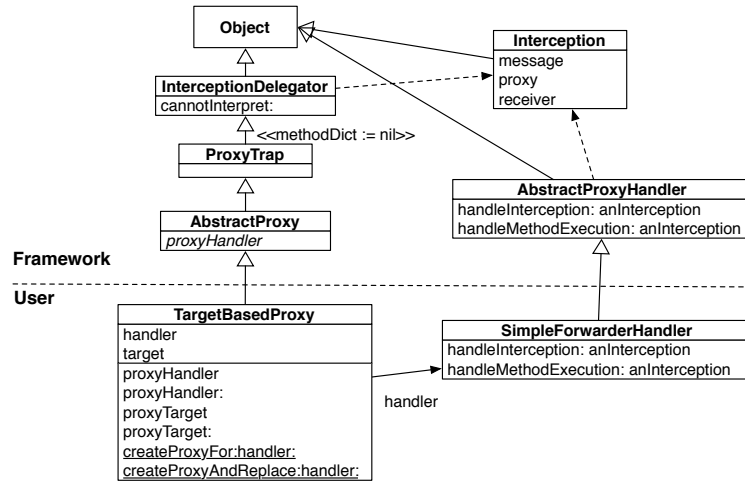 Object
Interception
message
proxy
receiver
InterceptionDelegator
cannotInterpret:
<<methodDict := nil>>
ProxyTrap
AbstractProxyHandler
handleInterception: anInterception
handleMethodExecution: anInterception
AbstractProxy
proxyHandler
Framework
User
TargetBasedProxy
handler
target
proxyHandler
proxyHandler:
proxyTarget
proxyTarget:
createProxyFor:handler:
createProxyAndReplace:handler:
handler
SimpleForwarderHandler
handleInterception: anInterception
handleMethodExecution: anInterception